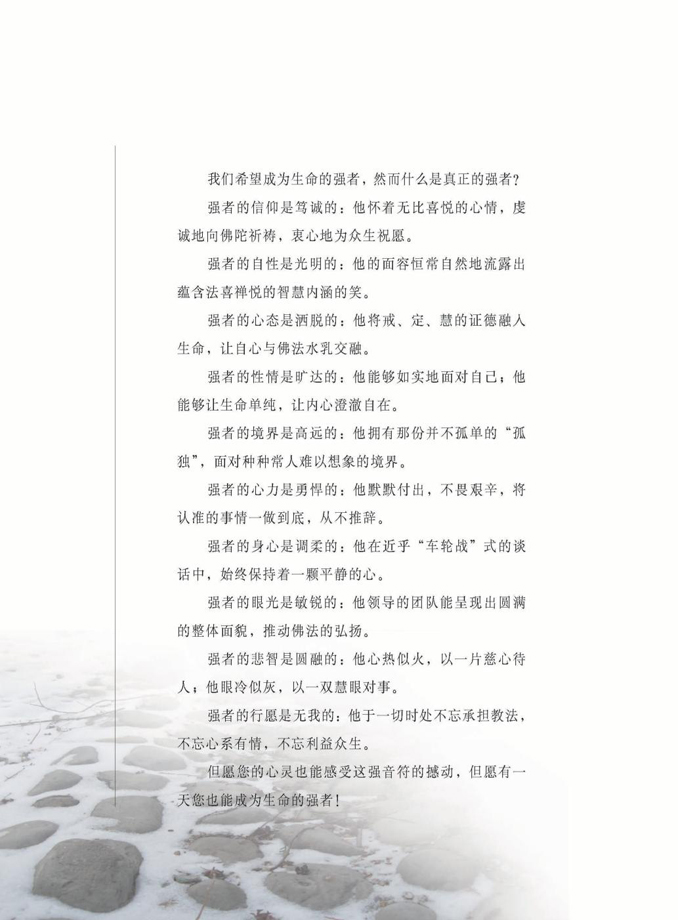 我们希望成为生命的强者，然而什么是真正的强者？
强者的信仰是笃诚的：他怀着无比喜悦的心情，虔
诚地向佛陀祈祷，衷心地为众生祝愿。
强者的自性是光明的：他的面容恒常自然地流露出
蕴含法喜禅悦的智慧内涵的笑。
强者的心态是洒脱的：他将戒、定、慧的证德融入
生命，让自心与佛法水乳交融。
强者的性情是旷达的：他能够如实地面对自己；他
能够让生命单纯，让内心澄澈自在。
强者的境界是高远的：他拥有那份并不孤单的“孤
独”，面对种种常人难以想象的境界。
强者的心力是勇悍的：他默默付出，不畏艰辛，将
认准的事情一做到底，从不推辞。
强者的身心是调柔的：他在近乎“车轮战”式的谈
话中，始终保持着一颗平静的心。
强者的眼光是敏锐的：他领导的团队能呈现出圆满
的整体面貌，推动佛法的弘扬。
强者的悲智是圆融的：他心热似火，以一片慈心待
人；他眼冷似灰，以一双慧眼对事。
强者的行愿是无我的：他于一切时处不忘承担教法，
不忘心系有情，不忘利益众生。
但愿您的心灵也能感受这强音符的撼动，但愿有一
天您也能成为生命的强者！